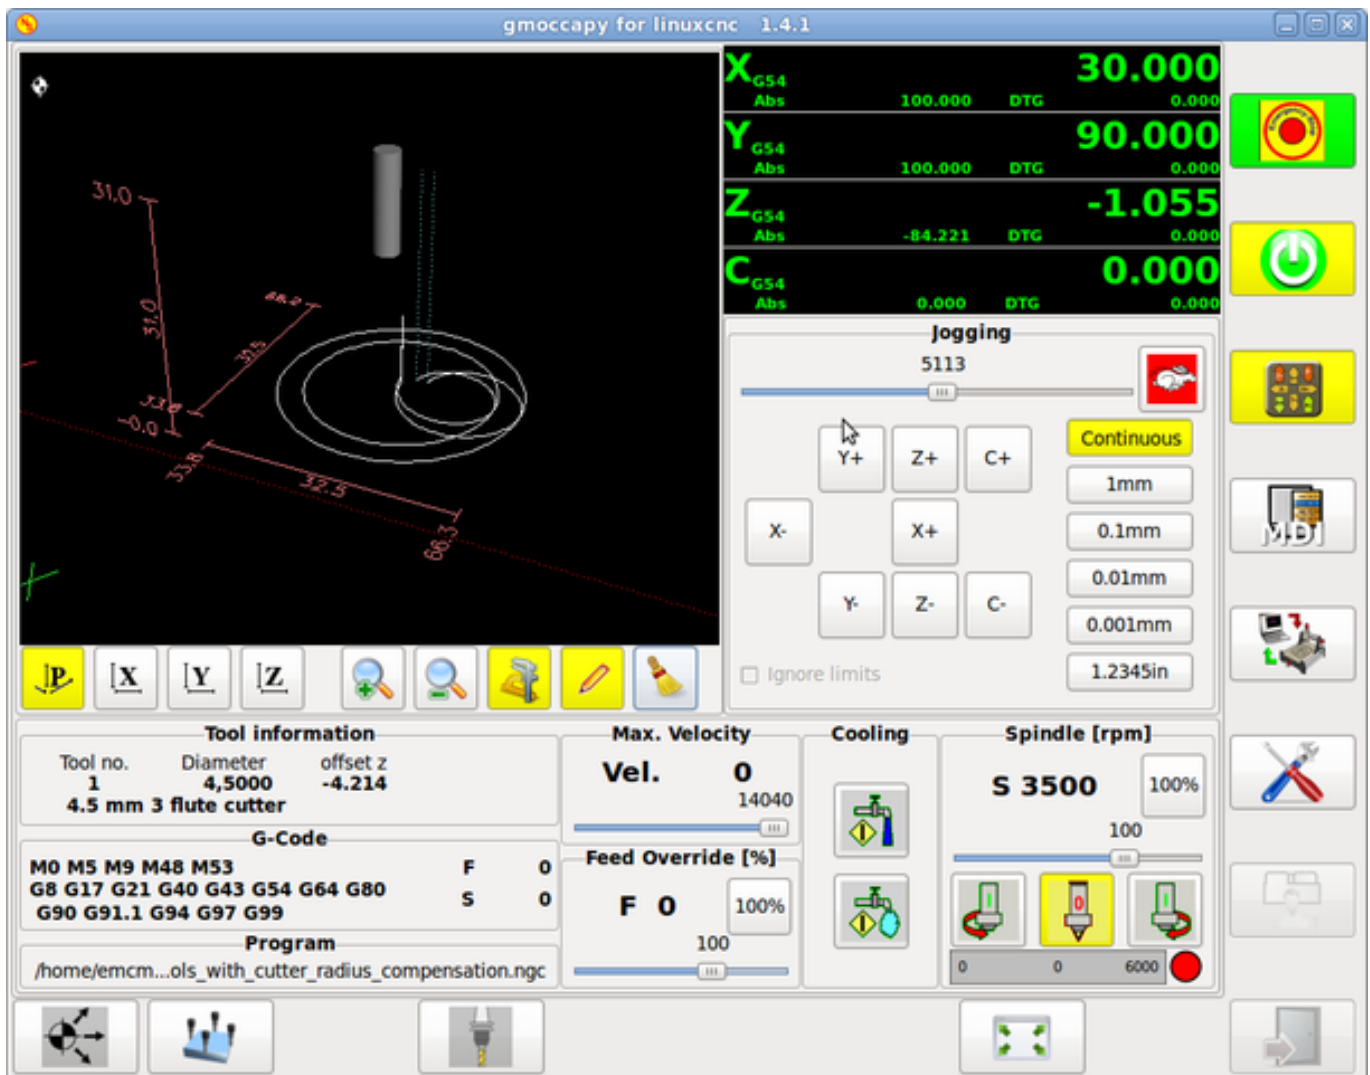 gmoccapy for linuxcnc 1.4.1
X G54 30.000
Abs 100.000 DTG 0.000
Y G54 90.000
Abs 100.000 DTG 0.000
Z G54 -1.055
Abs -84.221 DTG 0.000
C G54 0.000
Abs 0.000 DTG 0.000
31.0
31.0
33.8
-0.0
33.8
32.5
66.3
Jogging
5113
Continuous
Y+ Z+ C+
1mm
X- X+
0.1mm
0.01mm
Y- Z- C-
0.001mm
Ignore limits
1.2345in
MDI
P X Y Z
Tool information
Tool no. Diameter offset z
1 4,5000 -4.214
4.5 mm 3 flute cutter
G-Code
M0 M5 M9 M48 M53 F 0
G8 G17 G21 G40 G43 G54 G64 G80 S 0
G90 G91.1 G94 G97 G99
Program
/home/emcm...ols_with_cutter_radius_compensation.ngc
Max. Velocity
Vel. 0
14040
Feed Override [%]
F 0 100%
100
Cooling
Spindle [rpm]
S 3500 100%
100
0 0 6000